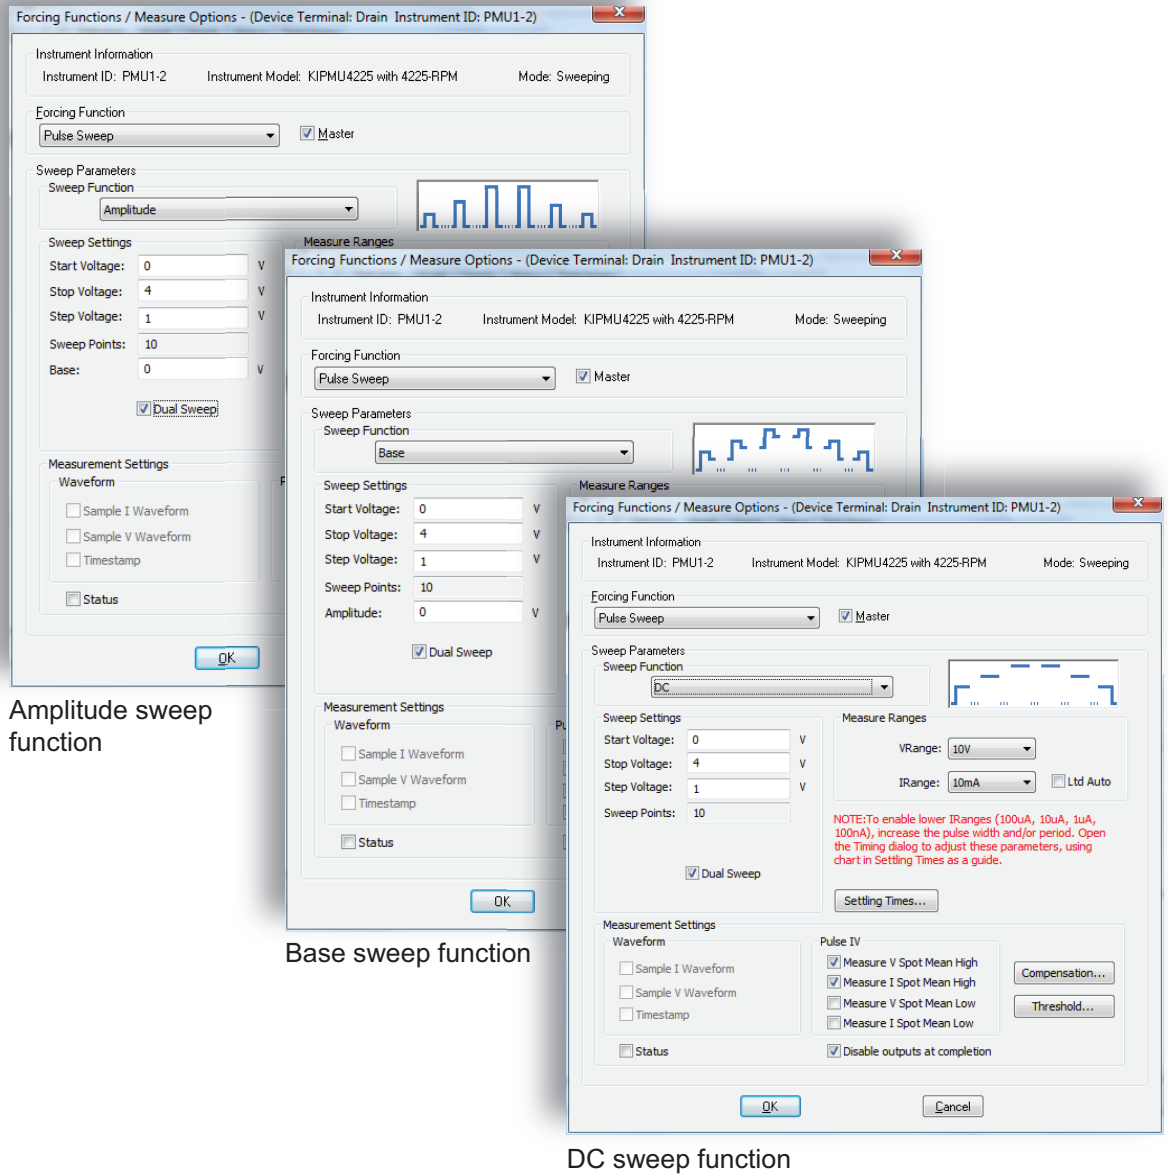 Forcing Functions / Measure Options - (Device Terminal: Drain Instrument ID: PMU1-2)
Instrument Information
Instrument ID: PMU1-2 Instrument Model: KIPMU4225 with 4225-RPM Mode: Sweeping
Forcing Function
Pulse Sweep Master
Sweep Parameters
Sweep Function
Amplitude
Sweep Settings Measure Ranges
Start Voltage: 0 V
Stop Voltage: 4 V
Step Voltage: 1 V
Sweep Points: 10
Base: 0 V
Dual Sweep
Measurement Settings
Waveform
Sample I Waveform
Sample V Waveform
Timestamp
Status
OK
Amplitude sweep
function
Forcing Functions / Measure Options - (Device Terminal: Drain Instrument ID: PMU1-2)
Instrument Information
Instrument ID: PMU1-2 Instrument Model: KIPMU4225 with 4225-RPM Mode: Sweeping
Forcing Function
Pulse Sweep Master
Sweep Parameters
Sweep Function
Base
Sweep Settings Measure Ranges
Start Voltage: 0 V
Stop Voltage: 4 V
Step Voltage: 1 V
Sweep Points: 10
Amplitude: 0 V
Dual Sweep
Measurement Settings
Waveform
Sample I Waveform
Sample V Waveform
Timestamp
Status
OK
Base sweep function
Forcing Functions / Measure Options - (Device Terminal: Drain Instrument ID: PMU1-2)
Instrument Information
Instrument ID: PMU1-2 Instrument Model: KIPMU4225 with 4225-RPM Mode: Sweeping
Forcing Function
Pulse Sweep Master
Sweep Parameters
Sweep Function
DC
Sweep Settings
Start Voltage: 0 V
Stop Voltage: 4 V
Step Voltage: 1 V
Sweep Points: 10
Dual Sweep
Measure Ranges
VRange: 10V
IRange: 10mA Ltd Auto
NOTE:To enable lower IRanges (100uA, 10uA, 1uA,
100nA), increase the pulse width and/or period. Open
the Timing dialog to adjust these parameters, using
chart in Settling Times as a guide.
Settling Times...
Measurement Settings
Waveform
Sample I Waveform
Sample V Waveform
Timestamp
Status
Pulse IV
Measure V Spot Mean High
Measure I Spot Mean High
Measure V Spot Mean Low
Measure I Spot Mean Low
Disable outputs at completion
Compensation...
Threshold...
OK Cancel
DC sweep function